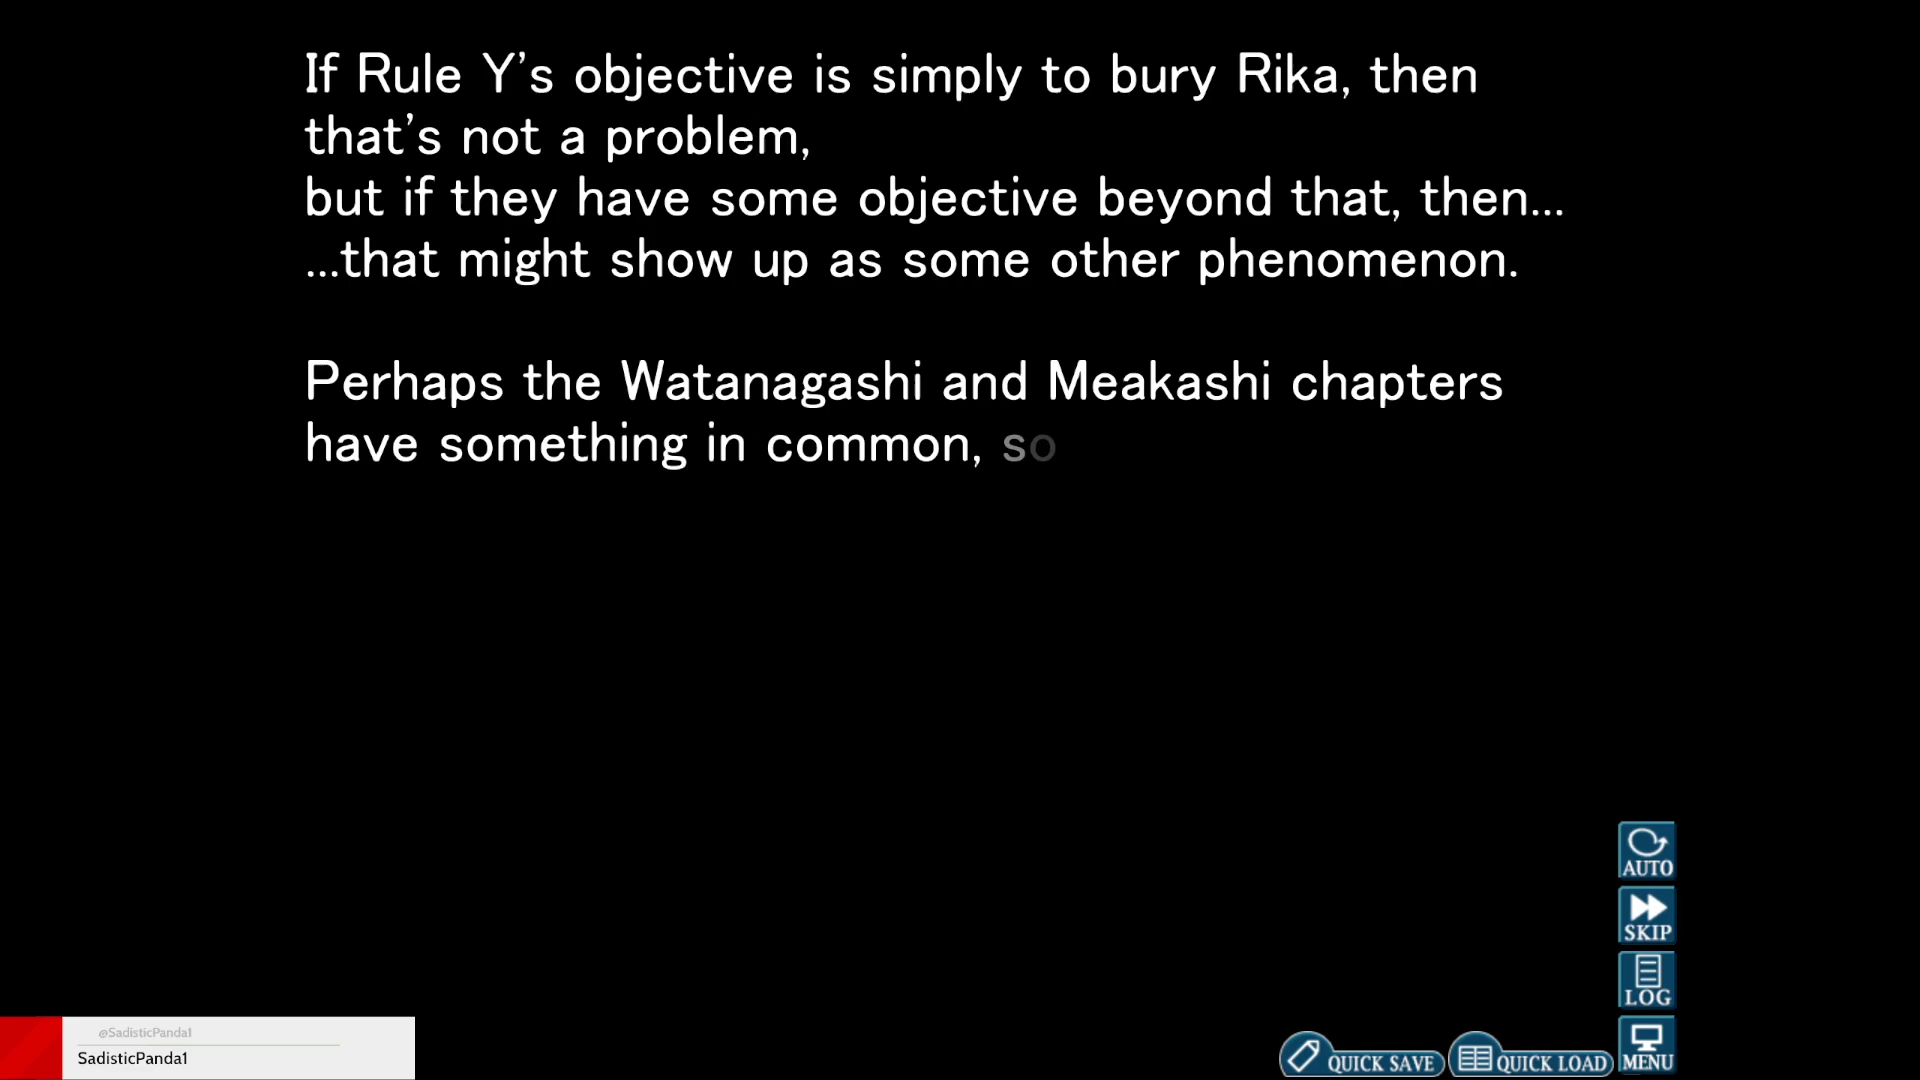 If Rule Y's objective is simply to bury Rika, then
that's not a problem,
but if they have some objective beyond that, then...
...that might show up as some other phenomenon.
Perhaps the Watanagashi and Meakashi chapters
have something in common, so
AUTO
SKIP
LOG
MENU
QUICK SAVE
QUICK LOAD
@SadisticPanda1
SadisticPanda1